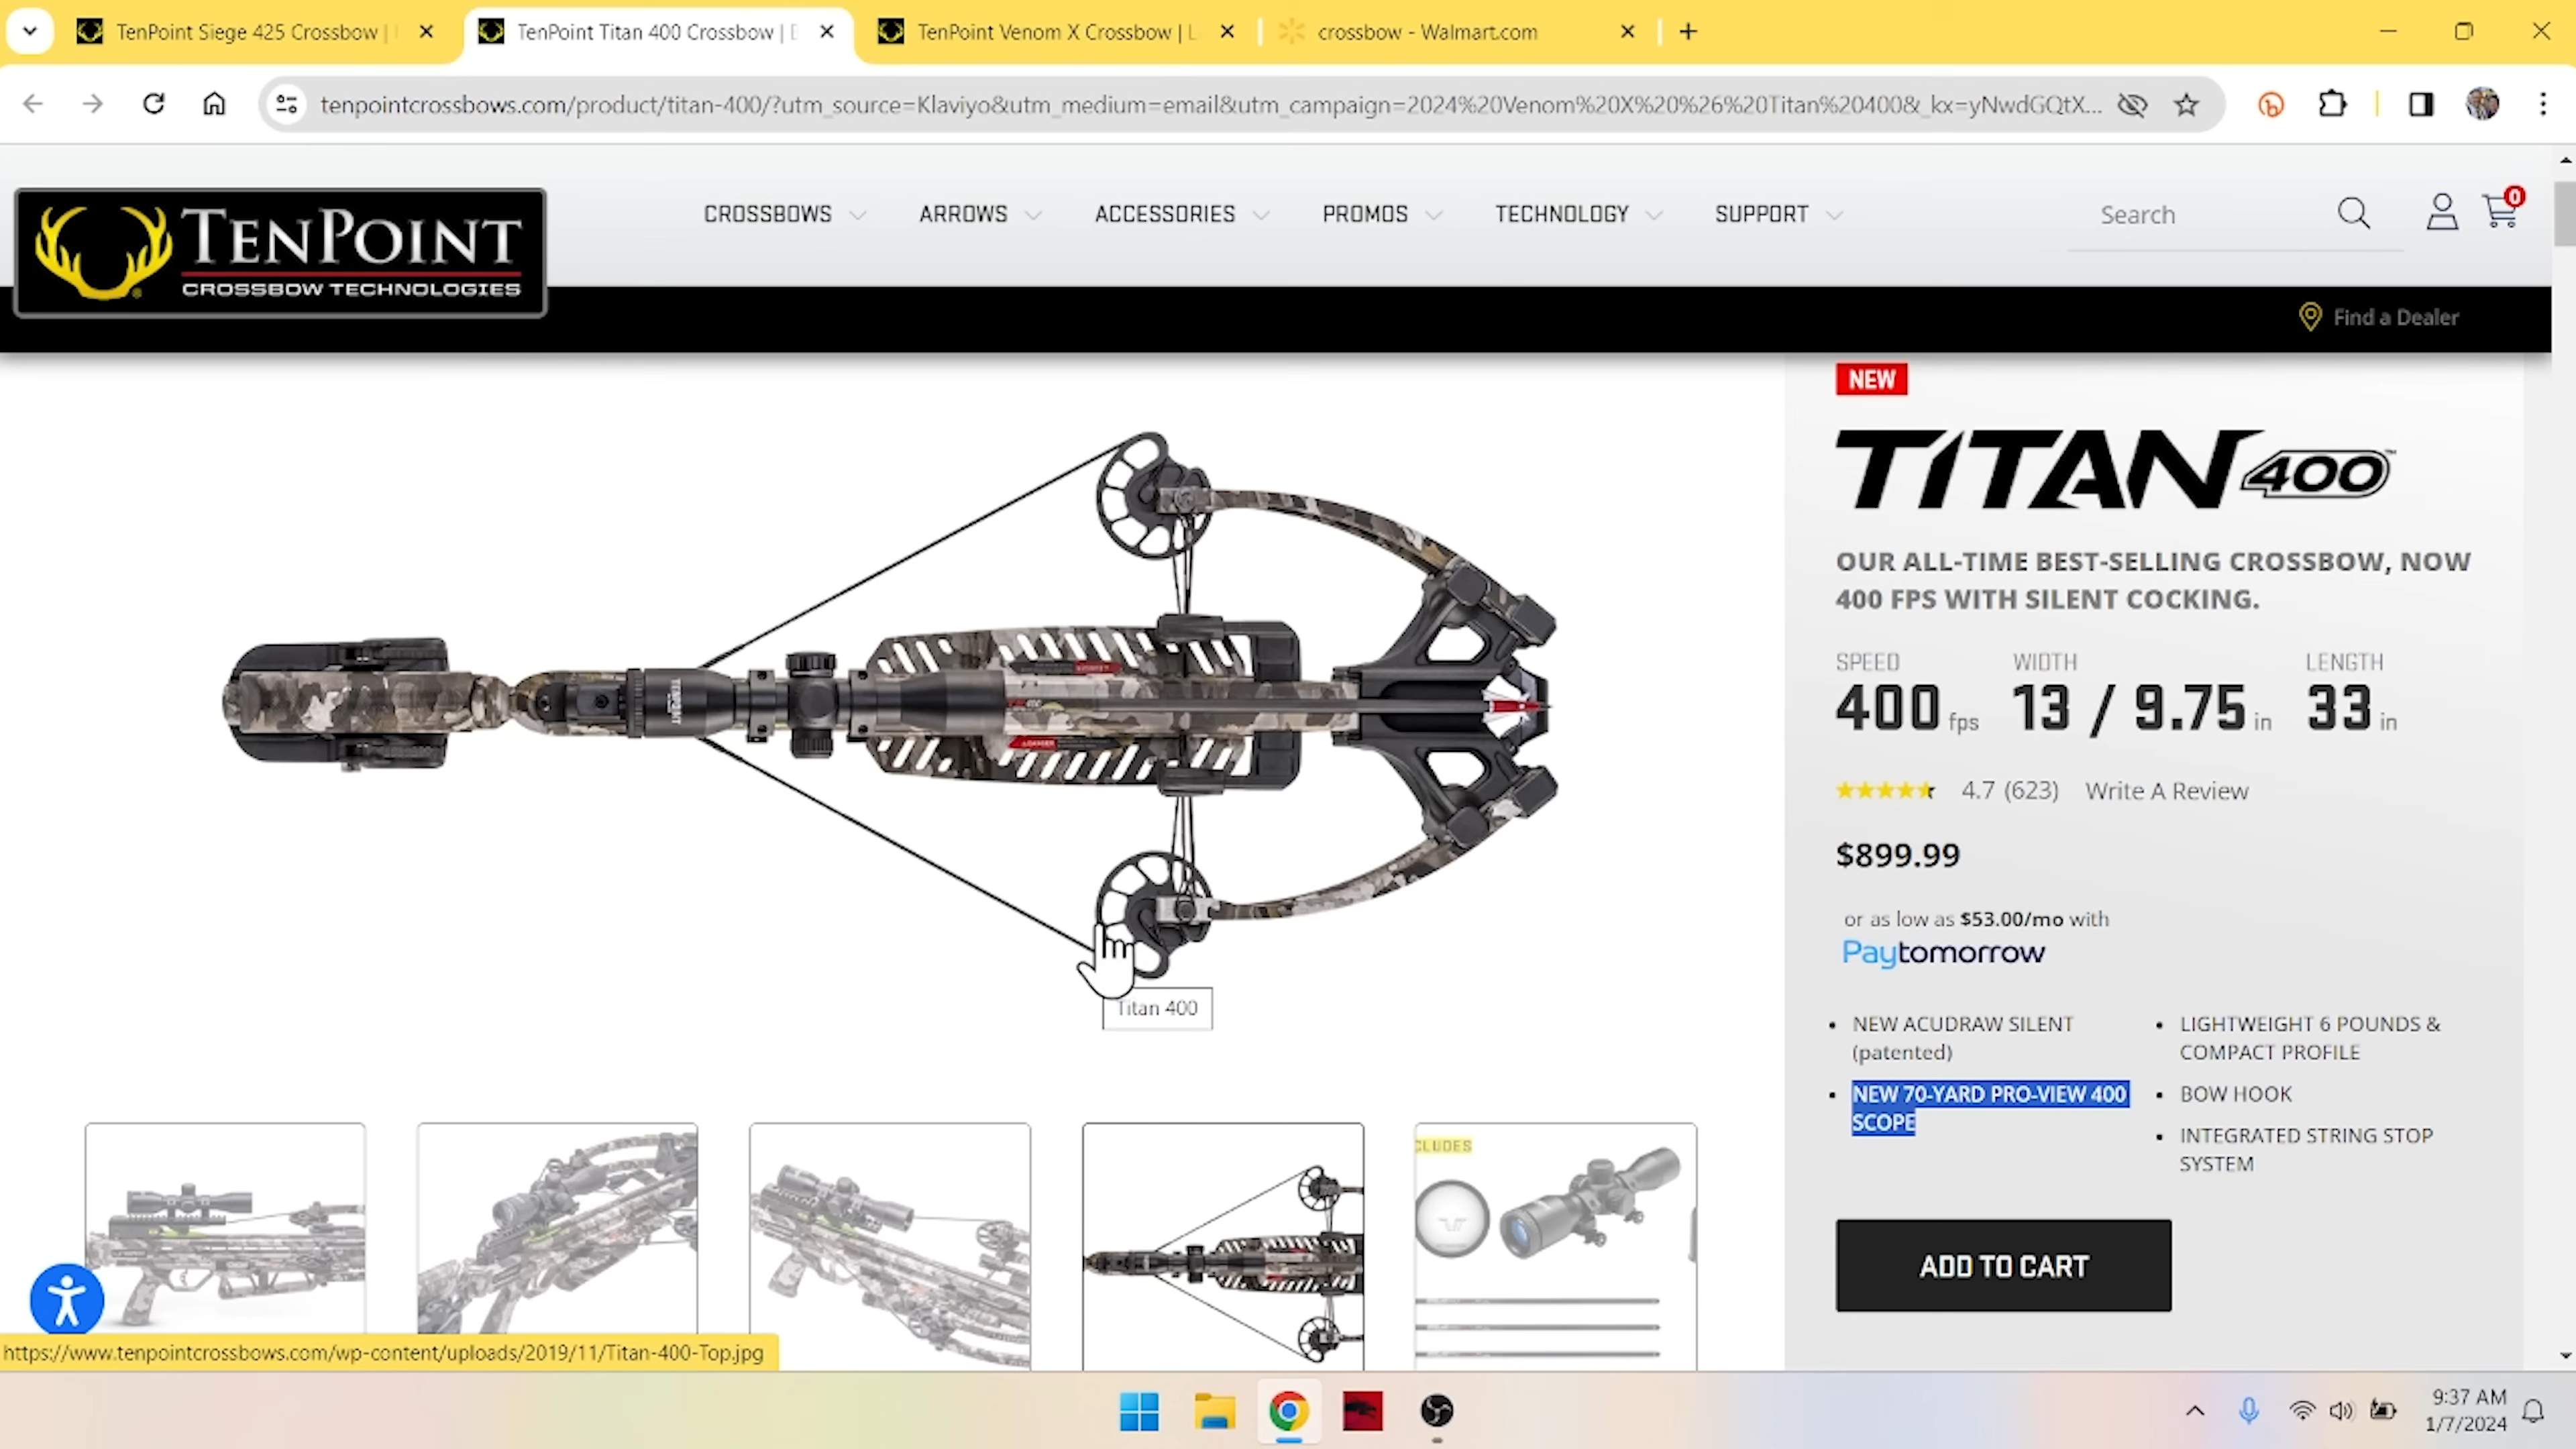 TenPoint Siege 425 Crossbow |
TenPoint Titan 400 Crossbow | E
TenPoint Venom X Crossbow | L
crossbow - Walmart.com
tenpointcrossbows.com/product/titan-400/?utm_source=Klaviyo&utm_medium=email&utm_campaign=2024%20Venom%20X%20%26%20Titan%20400&_kx=yNwdGQtX...
TENPOINT
CROSSBOW TECHNOLOGIES
CROSSBOWS
ARROWS
ACCESSORIES
PROMOS
TECHNOLOGY
SUPPORT
Search
0
Find a Dealer
NEW
TITAN 400™
OUR ALL-TIME BEST-SELLING CROSSBOW, NOW
400 FPS WITH SILENT COCKING.
SPEED WIDTH LENGTH
400 fps 13 / 9.75 in 33 in
4.7 (623) Write A Review
$899.99
or as low as $53.00/mo with
Paytomorrow
• NEW ACUDRAW SILENT
(patented)
• NEW 70-YARD PRO-VIEW 400
SCOPE
• LIGHTWEIGHT 6 POUNDS &
COMPACT PROFILE
• BOW HOOK
• INTEGRATED STRING STOP
SYSTEM
ADD TO CART
Titan 400
CLUDES
https://www.tenpointcrossbows.com/wp-content/uploads/2019/11/Titan-400-Top.jpg
9:37 AM
1/7/2024